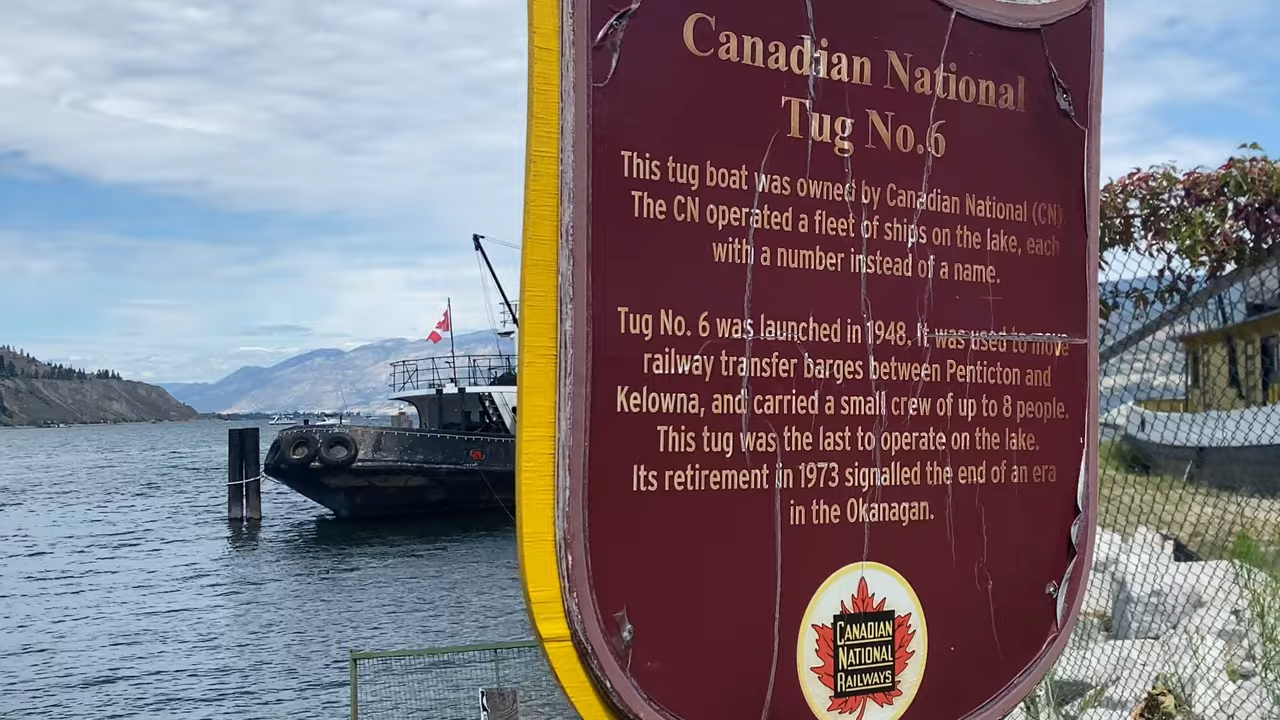 Canadian National
Tug No.6
This tug boat was owned by Canadian National (CN)
The CN operated a fleet of ships on the lake, each
with a number instead of a name.
Tug No. 6 was launched in 1948. It was used to move
railway transfer barges between Penticton and
Kelowna, and carried a small crew of up to 8 people.
This tug was the last to operate on the lake.
Its retirement in 1973 signalled the end of an era
in the Okanagan.
CANADIAN
NATIONAL
RAILWAYS